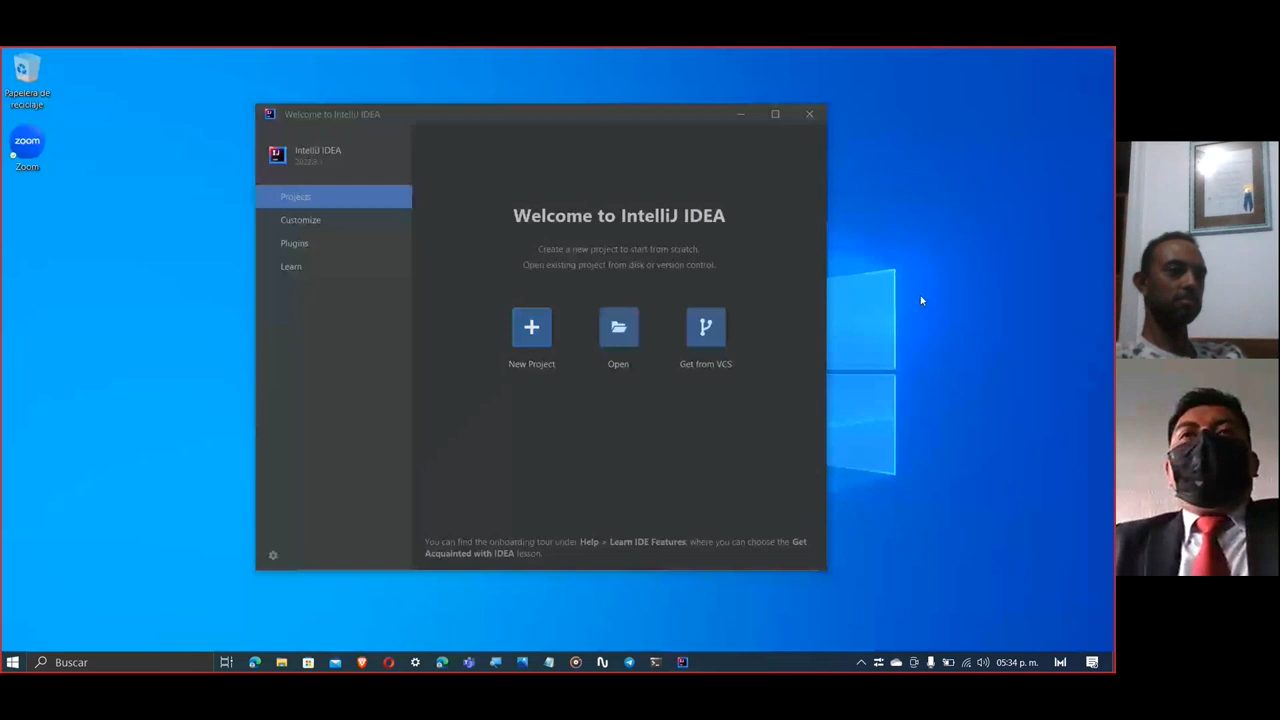 Papelera de
reciclaje
zoom
Zoom
Welcome to IntelliJ IDEA
IntelliJ IDEA
2022.3.1
Projects
Customize
Plugins
Learn
Welcome to IntelliJ IDEA
Create a new project to start from scratch.
Open existing project from disk or version control.
New Project
Open
Get from VCS
You can find the onboarding tour under Help > Learn IDE Features, where you can choose the Get
Acquainted with IDEA lesson.
Buscar
05:34 p. m.